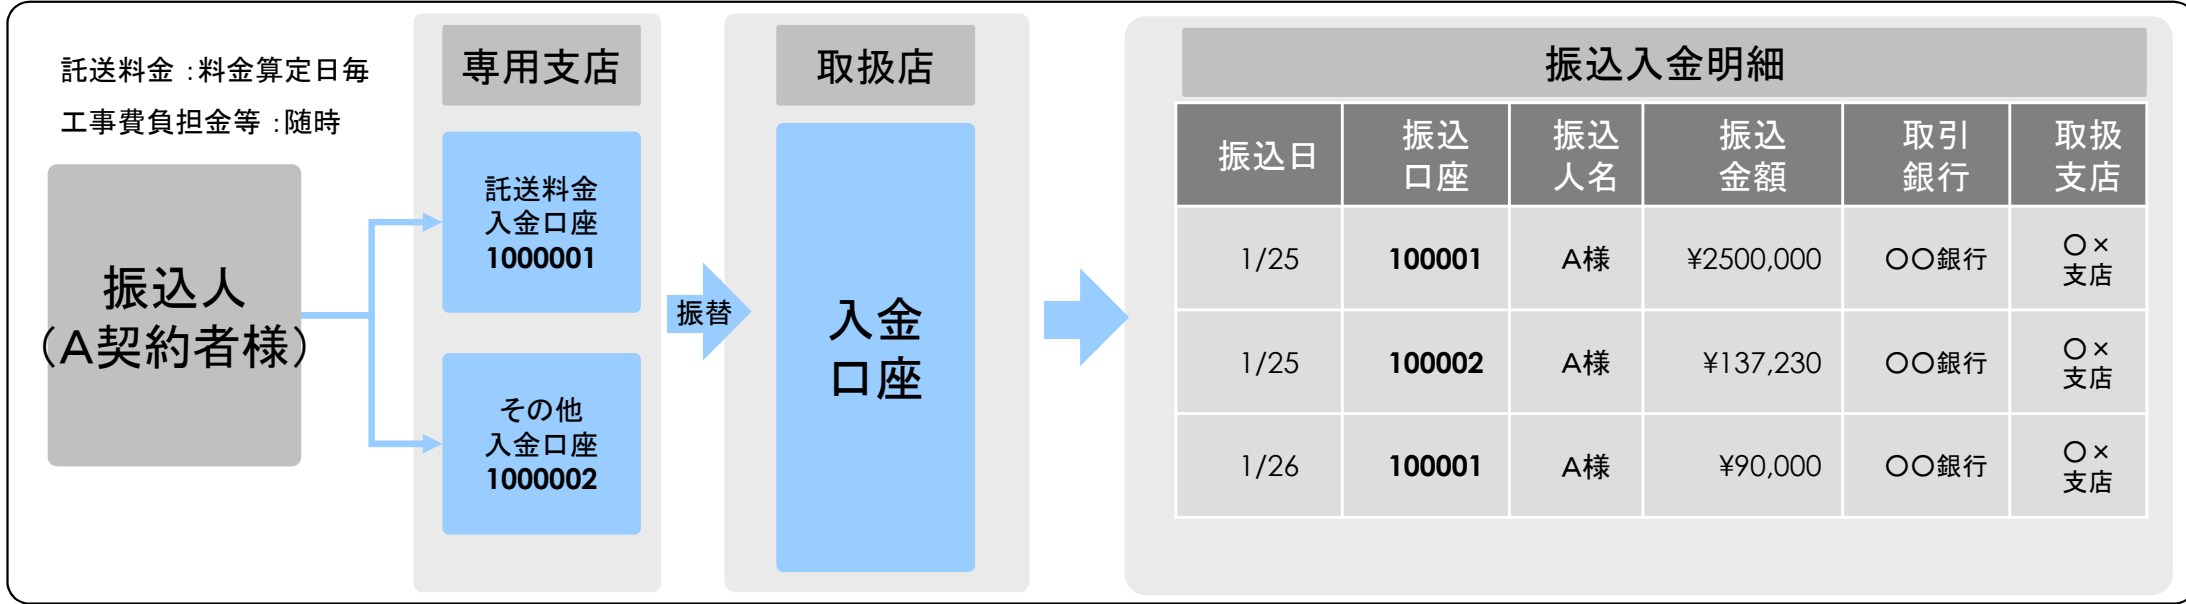 託送料金 :料金算定日毎
工事費負担金等 :随時
振込人
（A契約者様）
専用支店
託送料金
入金口座
1000001
その他
入金口座
1000002
振替
取扱店
入金
口座
振込入金明細
振込日 振込口座 振込人名 振込金額 取引銀行 取扱支店
1/25 100001 A様 ¥2500,000 〇〇銀行 〇×支店
1/25 100002 A様 ¥137,230 〇〇銀行 〇×支店
1/26 100001 A様 ¥90,000 〇〇銀行 〇×支店